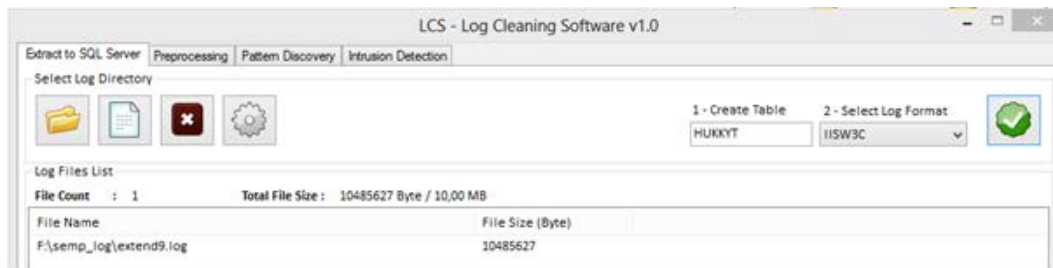 LCS - Log Cleaning Software v1.0
Extract to SQL Server Preprocessing Pattern Discovery Intrusion Detection
Select Log Directory
1 - Create Table 2 - Select Log Format
HUKKYT IISW3C
Log Files List
File Count : 1 Total File Size : 10485627 Byte / 10,00 MB
File Name File Size (Byte)
F:\semp_log\extend9.log 10485627